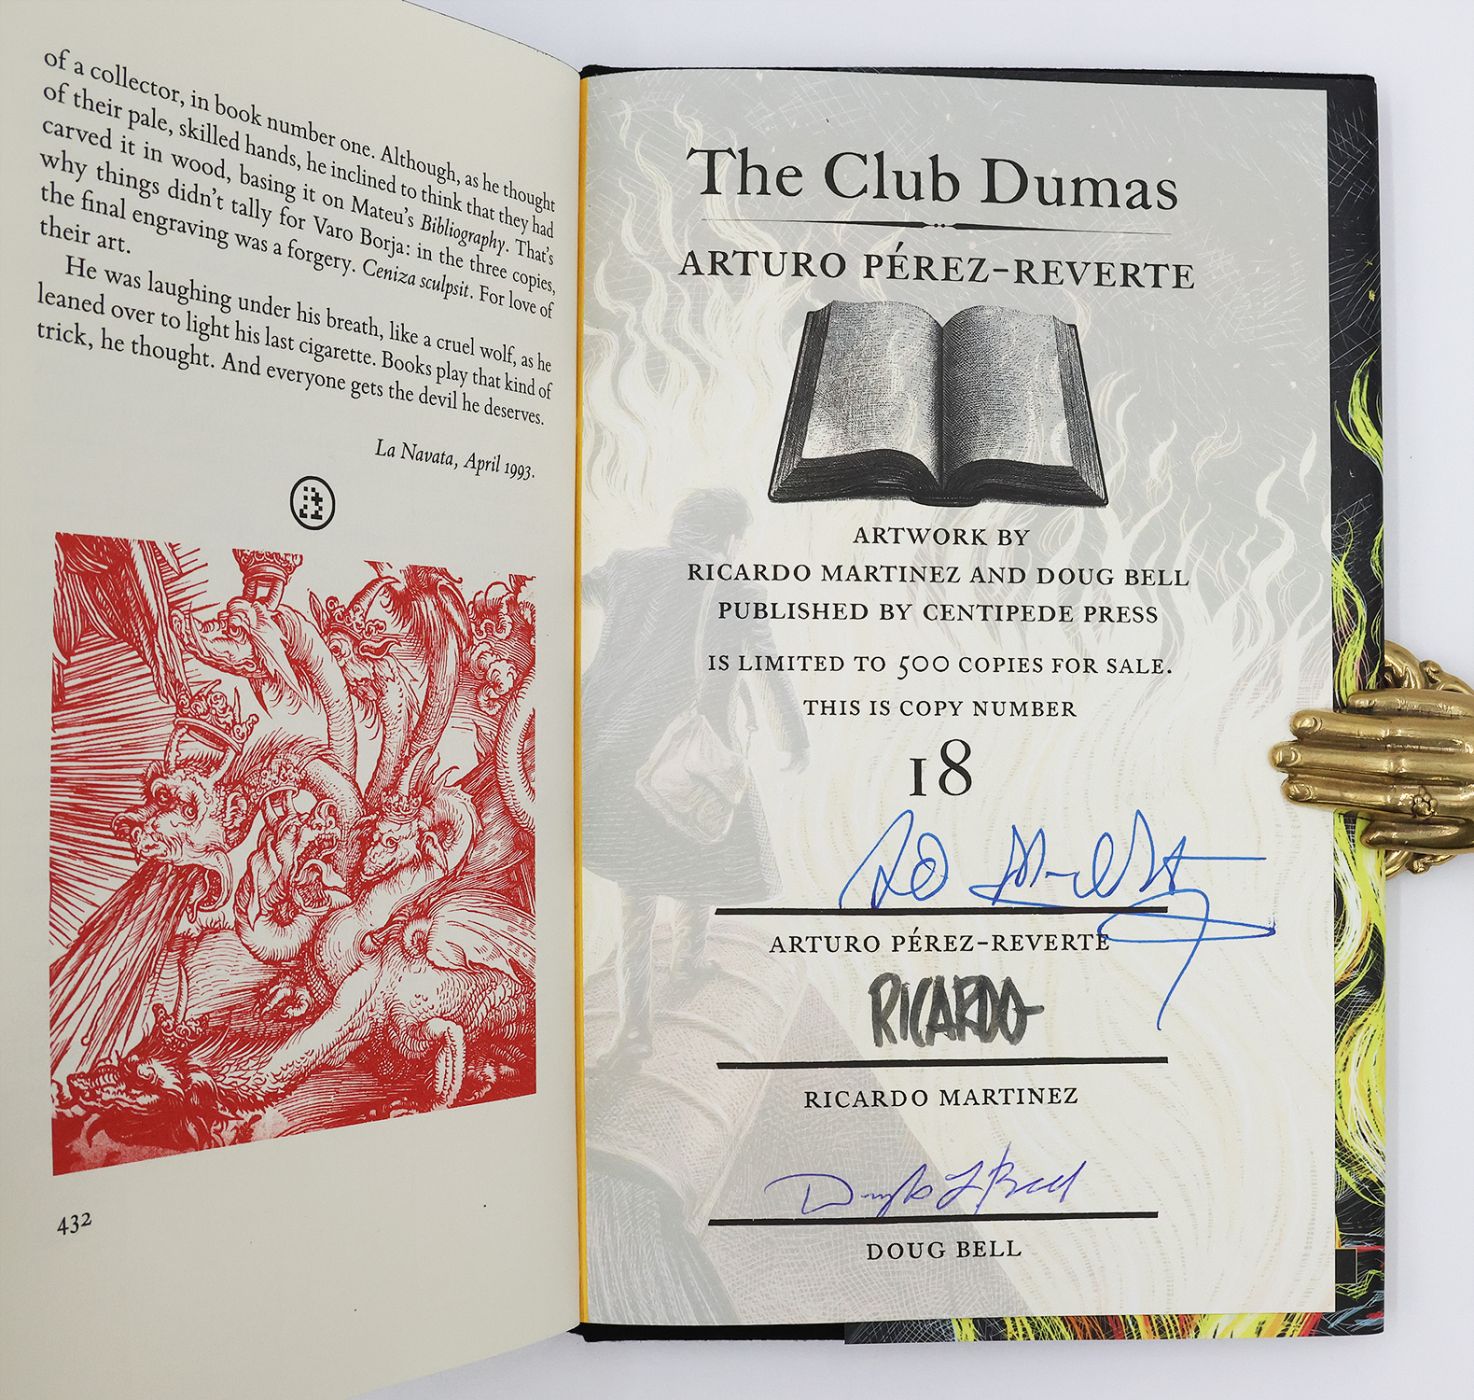 of a collector, in book number one. Although, as he thought
of their pale, skilled hands, he inclined to think that they had
carved it in wood, basing it on Mateu's Bibliography. That's
why things didn't tally for Varo Borja: in the three copies,
the final engraving was a forgery. Ceniza sculpsit. For love of
their art.
He was laughing under his breath, like a cruel wolf, as he
leaned over to light his last cigarette. Books play that kind of
trick, he thought. And everyone gets the devil he deserves.
La Navata, April 1993.
432
The Club Dumas
ARTURO PÉREZ-REVERTE
ARTWORK BY
RICARDO MARTINEZ AND DOUG BELL
PUBLISHED BY CENTIPEDE PRESS
IS LIMITED TO 500 COPIES FOR SALE.
THIS IS COPY NUMBER
18
ARTURO PÉREZ-REVERTE
RICARDO
RICARDO MARTINEZ
Douglas L Bell
DOUG BELL